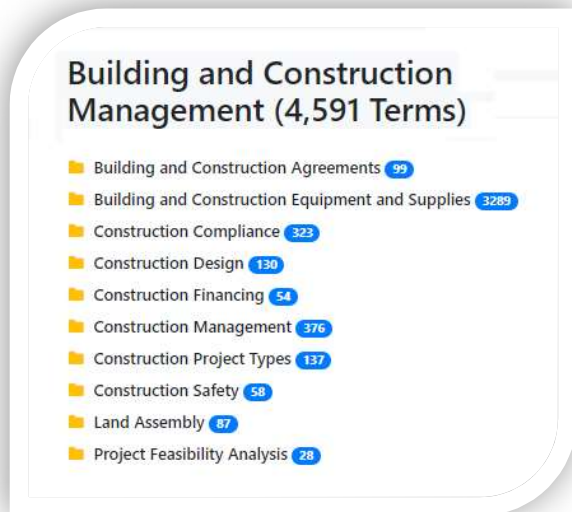 Building and Construction
Management (4,591 Terms)
Building and Construction Agreements 99
Building and Construction Equipment and Supplies 3289
Construction Compliance 323
Construction Design 130
Construction Financing 54
Construction Management 376
Construction Project Types 137
Construction Safety 58
Land Assembly 87
Project Feasibility Analysis 28